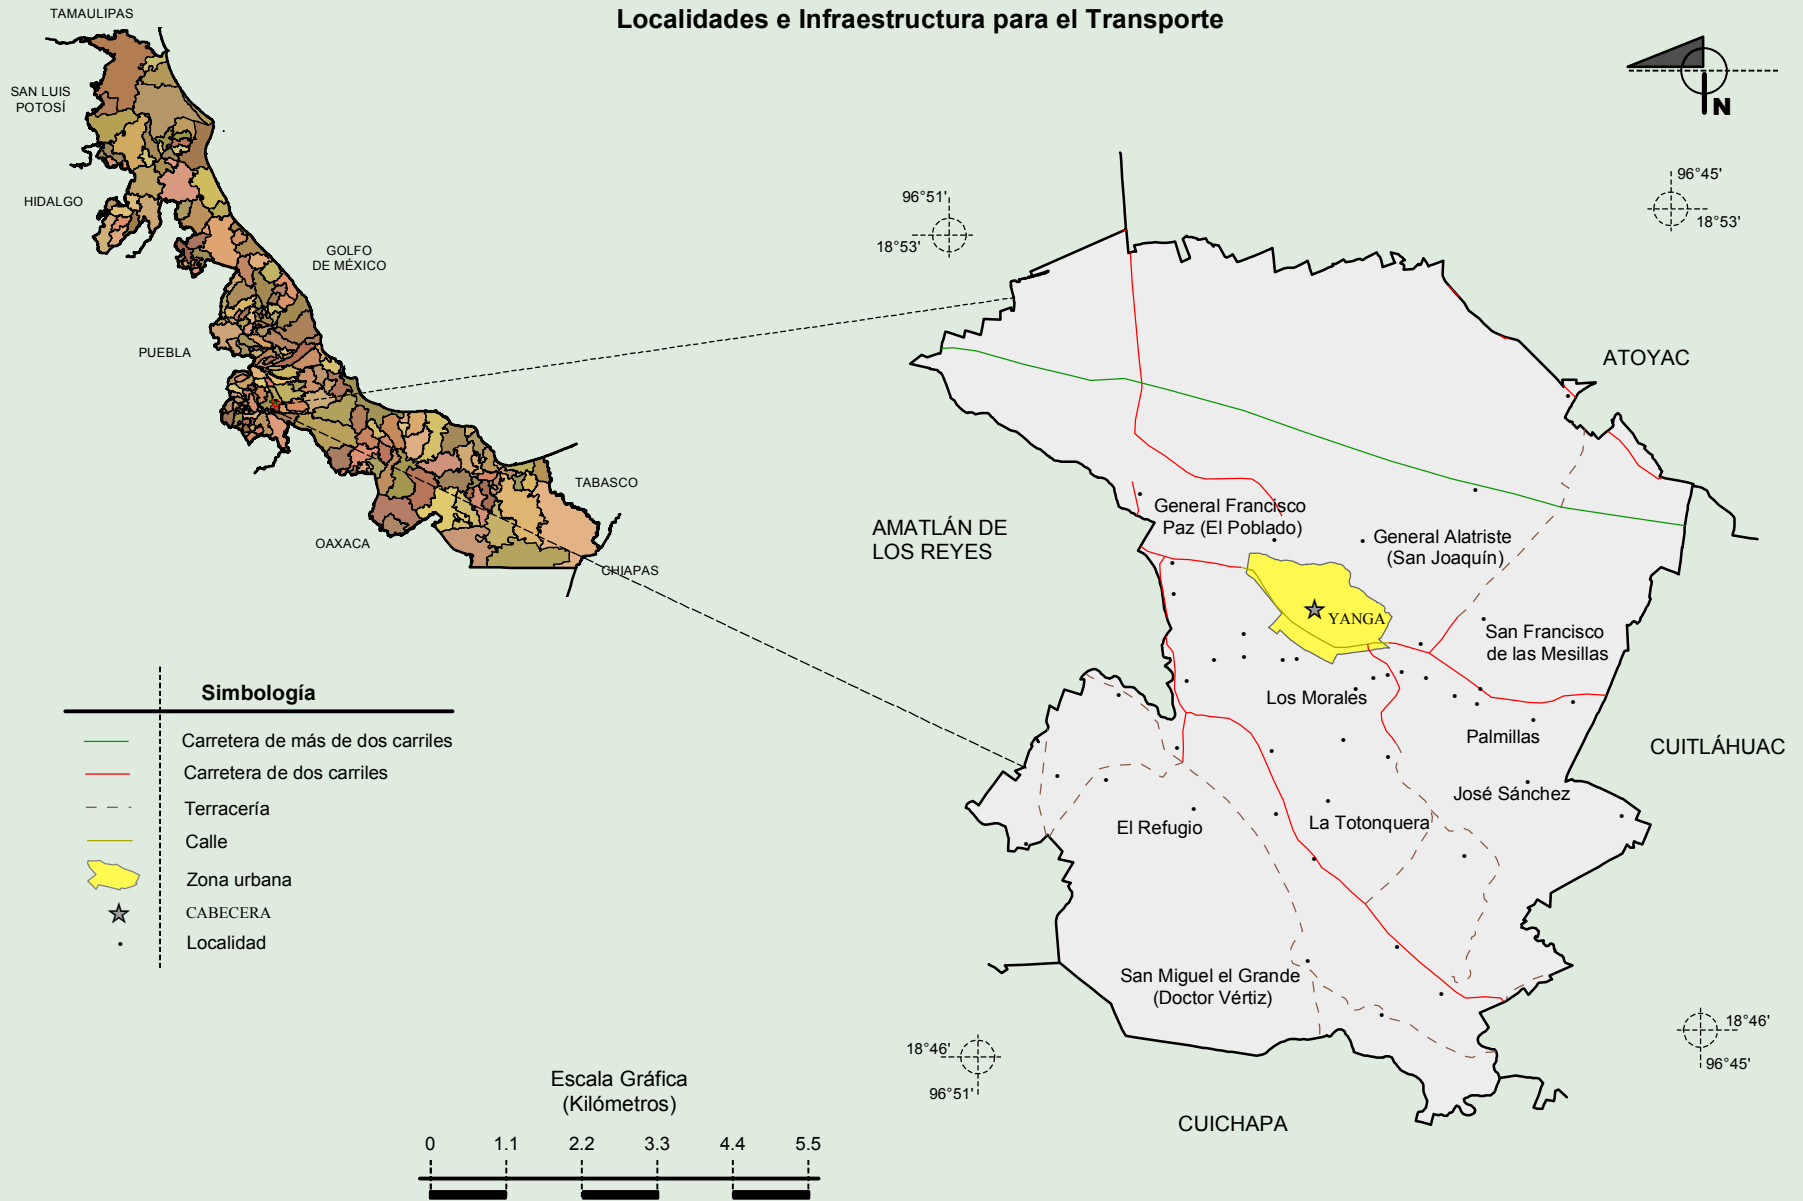 Localidades e Infraestructura para el Transporte
TAMAULIPAS
SAN LUIS
POTOSÍ
HIDALGO
GOLFO
DE MÉXICO
PUEBLA
TABASCO
OAXACA
CHIAPAS
N
96°51'
18°53'
96°45'
18°53'
ATOYAC
AMATLÁN DE
LOS REYES
General Francisco
Paz (El Poblado)
General Alatriste
(San Joaquín)
YANGA
San Francisco
de las Mesillas
Los Morales
Palmillas
CUITLÁHUAC
José Sánchez
El Refugio
La Totonquera
San Miguel el Grande
(Doctor Vértiz)
18°46'
96°51'
18°46'
96°45'
CUICHAPA
Simbología
Carretera de más de dos carriles
Carretera de dos carriles
Terracería
Calle
Zona urbana
CABECERA
Localidad
Escala Gráfica
(Kilómetros)
0 1.1 2.2 3.3 4.4 5.5